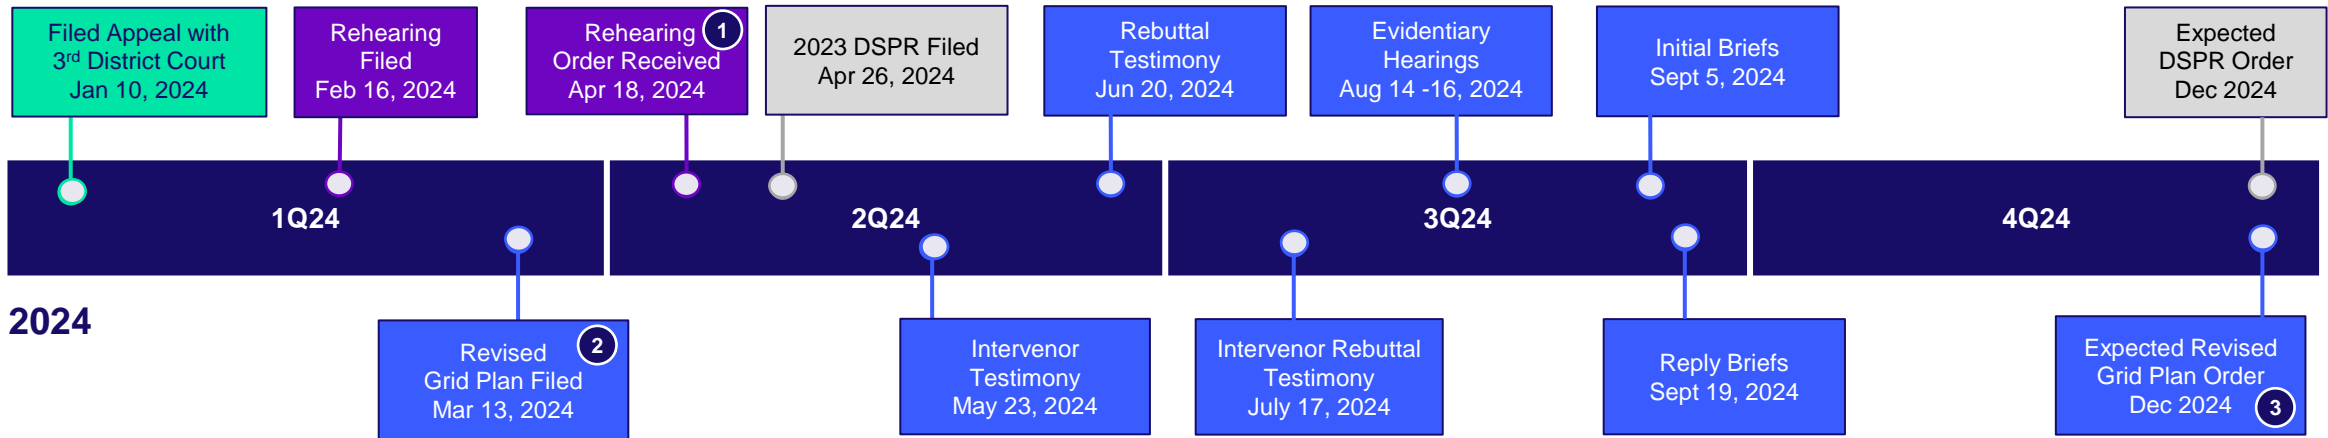 Filed Appeal with
3rd District Court
Jan 10, 2024
Rehearing
Filed
Feb 16, 2024
Rehearing
Order Received
Apr 18, 2024
1
2023 DSPR Filed
Apr 26, 2024
Rebuttal
Testimony
Jun 20, 2024
Evidentiary
Hearings
Aug 14 -16, 2024
Initial Briefs
Sept 5, 2024
Expected
DSPR Order
Dec 2024
1Q24
2Q24
3Q24
4Q24
2024
Revised
Grid Plan Filed
Mar 13, 2024
2
Intervenor
Testimony
May 23, 2024
Intervenor Rebuttal
Testimony
July 17, 2024
Reply Briefs
Sept 19, 2024
Expected Revised
Grid Plan Order
Dec 2024
3